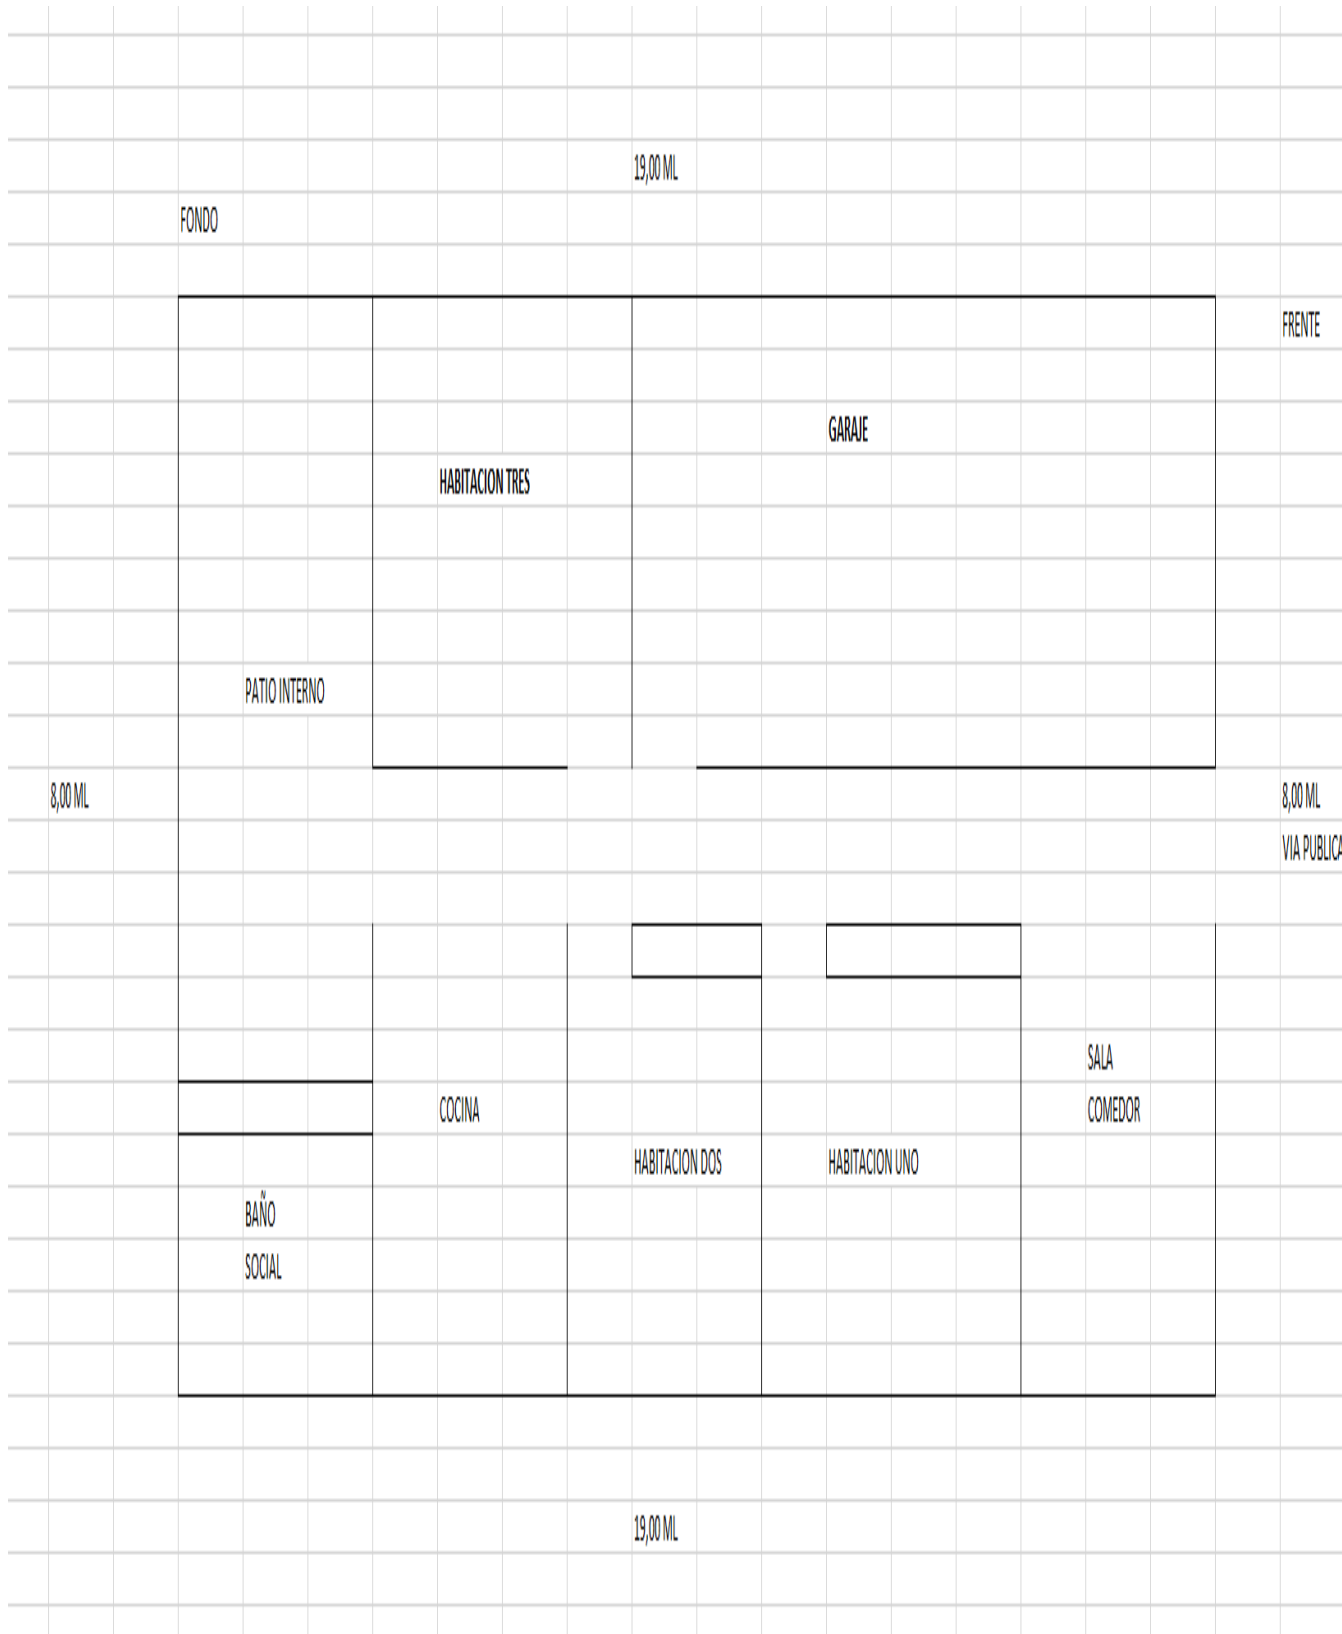 19,00 ML
FONDO
FRENTE
GARAJE
HABITACION TRES
PATIO INTERNO
8,00 ML
8,00 ML
VIA PUBLICA
SALA
COMEDOR
COCINA
HABITACION DOS
HABITACION UNO
BAÑO
SOCIAL
19,00 ML